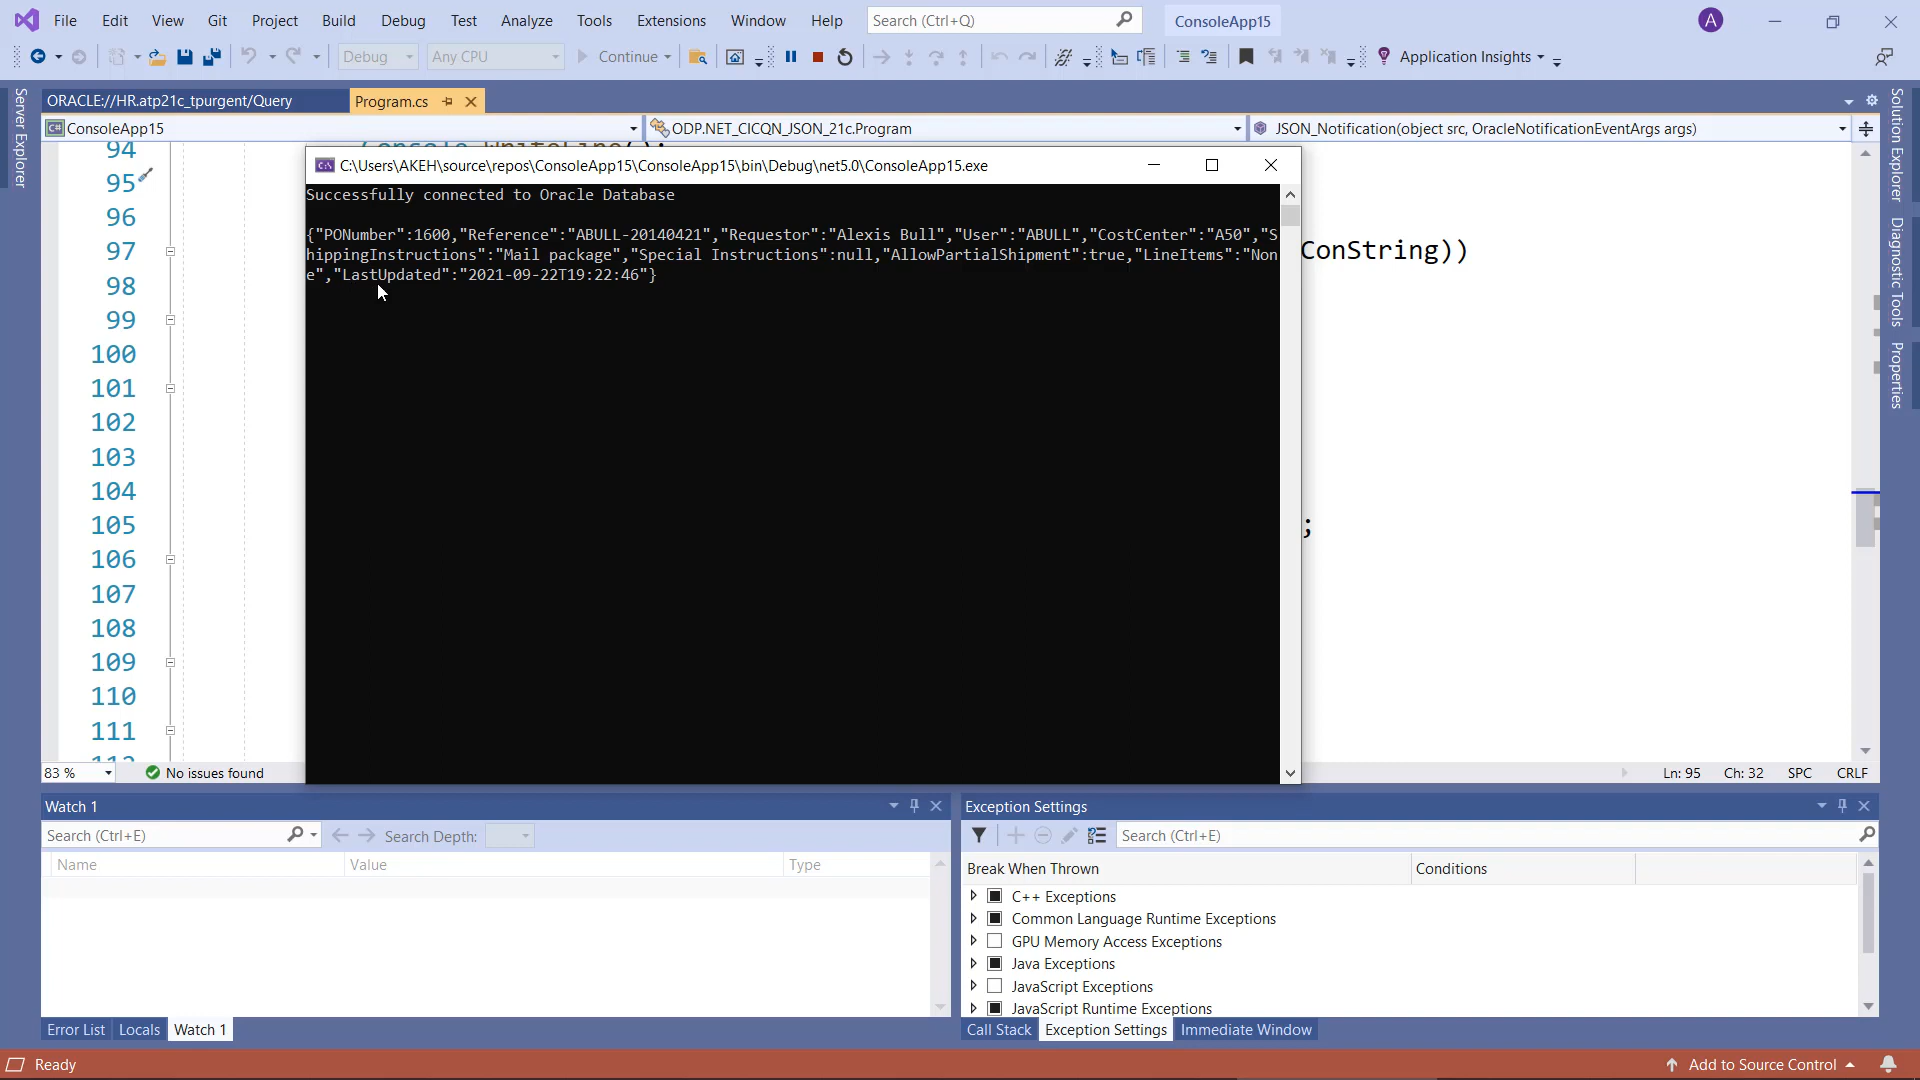 File Edit View Git Project Build Debug Test Analyze Tools Extensions Window Help Search (Ctrl+Q) ConsoleApp15 A
Debug Any CPU Continue Application Insights
ORACLE://HR.atp21c_tpurgent/Query Program.cs
ConsoleApp15 ODP.NET_CICQN_JSON_21c.Program JSON_Notification(object src, OracleNotificationEventArgs args)
Server Explorer
Solution Explorer
Diagnostic Tools
Properties
C:\Users\AKEH\source\repos\ConsoleApp15\ConsoleApp15\bin\Debug\net5.0\ConsoleApp15.exe
Successfully connected to Oracle Database
{"PONumber":1600,"Reference":"ABULL-20140421","Requestor":"Alexis Bull","User":"ABULL","CostCenter":"A50","S
hippingInstructions":"Mail package","Special Instructions":null,"AllowPartialShipment":true,"LineItems":"Non
e","LastUpdated":"2021-09-22T19:22:46"}
94
95
96
97 ConString))
98
99
100
101
102
103
104
105 ;
106
107
108
109
110
111
83 % No issues found Ln: 95 Ch: 32 SPC CRLF
Watch 1
Search (Ctrl+E) Search Depth:
Name Value Type
Error List Locals Watch 1
Exception Settings
Search (Ctrl+E)
Break When Thrown Conditions
C++ Exceptions
Common Language Runtime Exceptions
GPU Memory Access Exceptions
Java Exceptions
JavaScript Exceptions
JavaScript Runtime Exceptions
Call Stack Exception Settings Immediate Window
Ready Add to Source Control